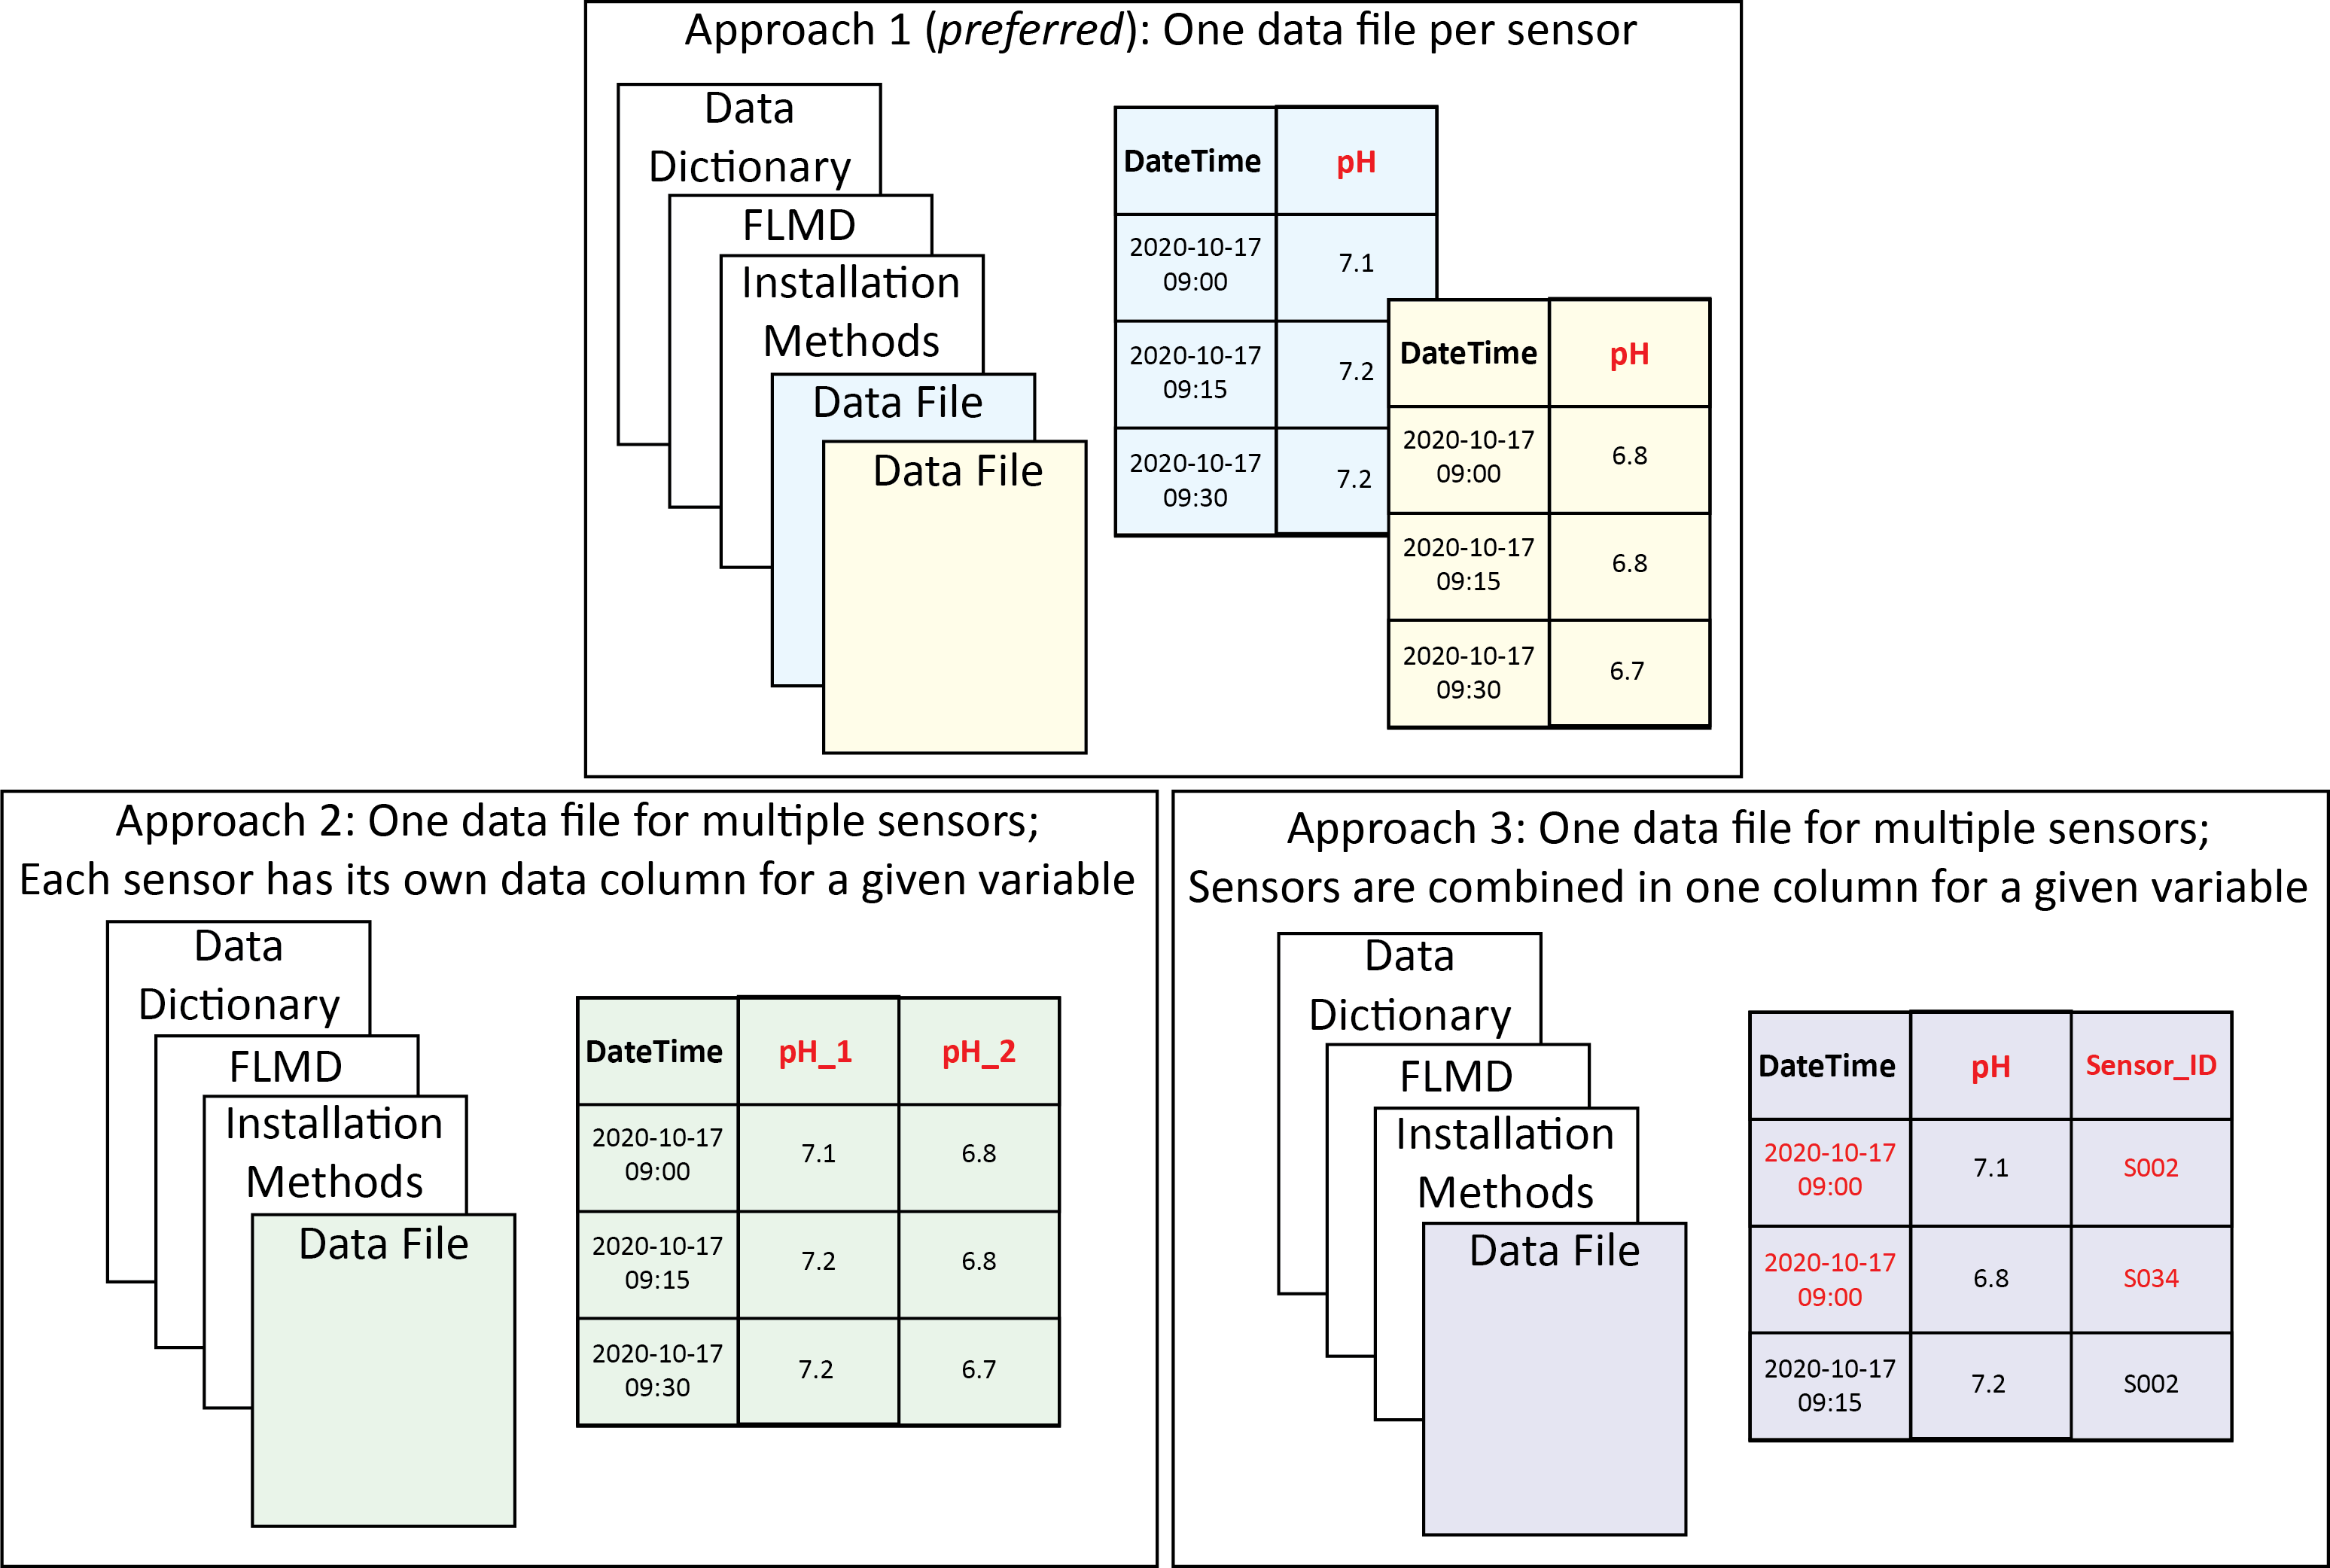 Approach 1 (preferred): One data file per sensor
Data
Dictionary
FLMD
Installation
Methods
Data File
Data File
DateTime pH
2020-10-17
09:00
7.1
2020-10-17
09:15
7.2
2020-10-17
09:30
7.2
DateTime pH
2020-10-17
09:00
6.8
2020-10-17
09:15
6.8
2020-10-17
09:30
6.7
Approach 2: One data file for multiple sensors;
Each sensor has its own data column for a given variable
Data
Dictionary
FLMD
Installation
Methods
Data File
DateTime pH_1 pH_2
2020-10-17
09:00
7.1 6.8
2020-10-17
09:15
7.2 6.8
2020-10-17
09:30
7.2 6.7
Approach 3: One data file for multiple sensors;
Sensors are combined in one column for a given variable
Data
Dictionary
FLMD
Installation
Methods
Data File
DateTime pH Sensor_ID
2020-10-17
09:00
7.1 S002
2020-10-17
09:00
6.8 S034
2020-10-17
09:15
7.2 S002